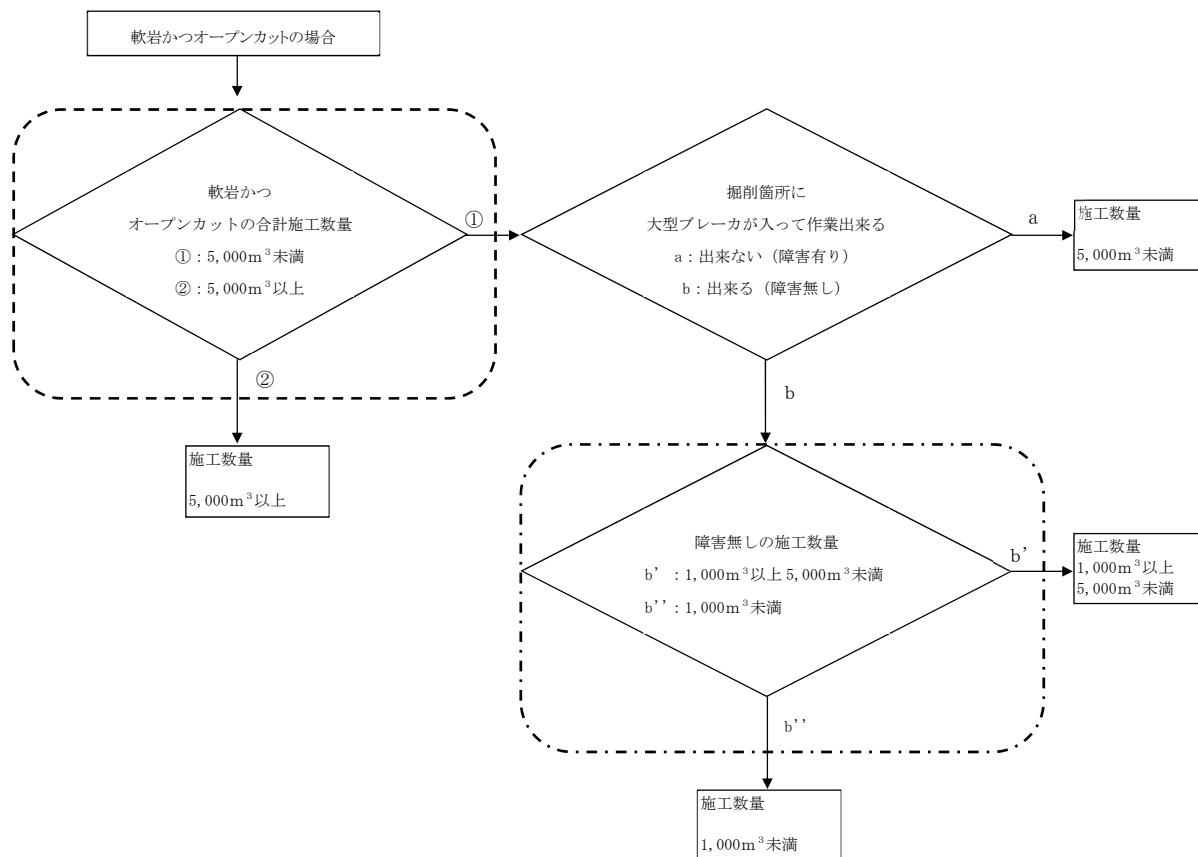 軟岩かつオープンカットの場合
軟岩かつ
オープンカットの合計施工数量
①：5,000m³未満
②：5,000m³以上
①
②
施工数量
5,000m³以上
掘削箇所に
大型ブレーカが入って作業出来る
a：出来ない（障害有り）
b：出来る（障害無し）
a
施工数量
5,000m³未満
b
障害無しの施工数量
b'：1,000m³以上 5,000m³未満
b''：1,000m³未満
b'
施工数量
1,000m³以上
5,000m³未満
b''
施工数量
1,000m³未満